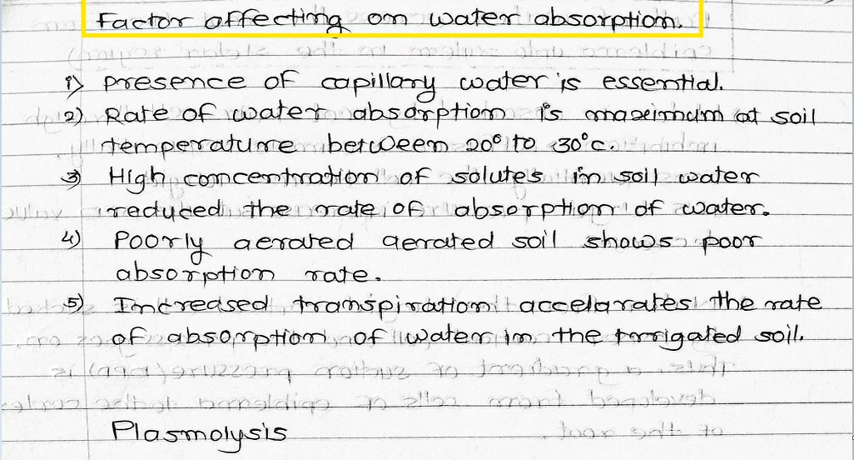 Factor affecting on water absorption.
1) presence of capillary water is essential.
2) Rate of water absorption is maximum at soil
temperature between 20° to 30°c.
3) High concentration of solutes in soil water
reduced the rate of absorption of water.
4) Poorly aerated aerated soil shows poor
absorption rate.
5) Increased transpiration accelarates the rate
of absorption of water in the irrigated soil.
Plasmolysis